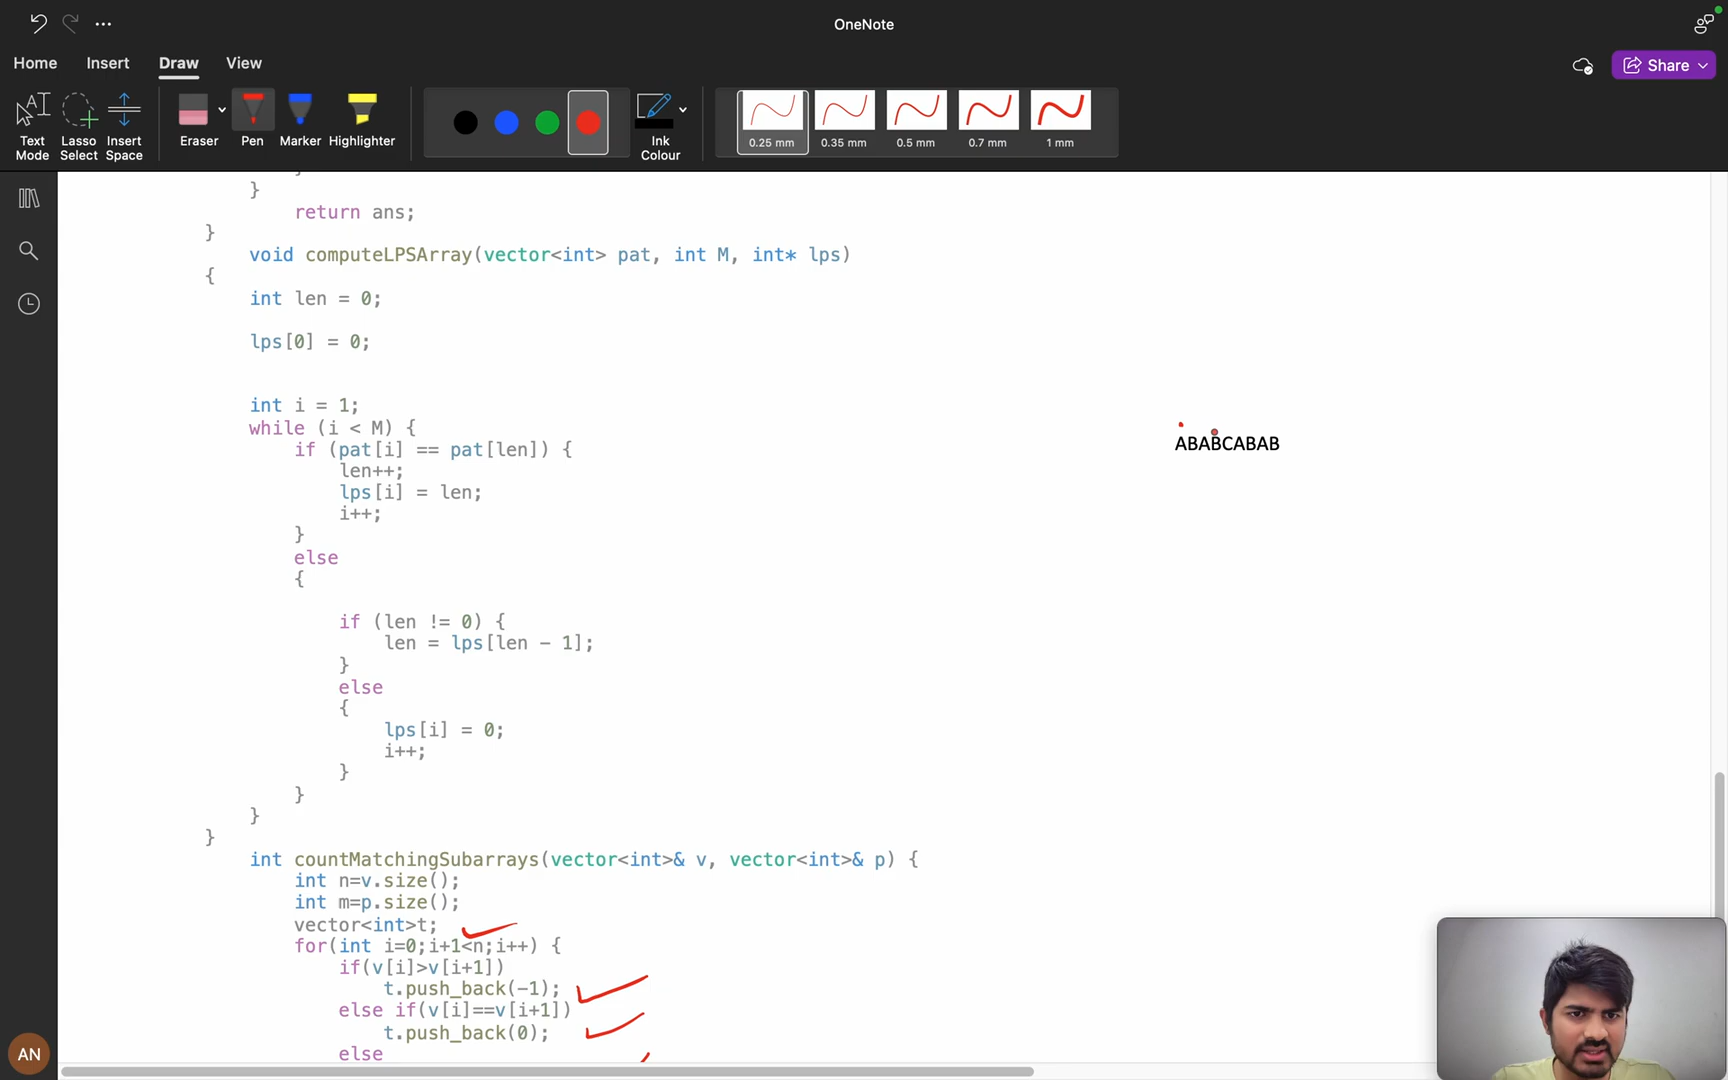 OneNote
Home Insert Draw View
Share
Text Mode
Lasso Select
Insert Space
Eraser
Pen
Marker
Highlighter
Ink Colour
0.25 mm
0.35 mm
0.5 mm
0.7 mm
1 mm
}
return ans;
}
void computeLPSArray(vector<int> pat, int M, int* lps)
{
int len = 0;
lps[0] = 0;
int i = 1;
while (i < M) {
if (pat[i] == pat[len]) {
len++;
lps[i] = len;
i++;
}
else
{
if (len != 0) {
len = lps[len - 1];
}
else
{
lps[i] = 0;
i++;
}
}
}
}
int countMatchingSubarrays(vector<int>& v, vector<int>& p) {
int n=v.size();
int m=p.size();
vector<int>t;
for(int i=0;i+1<n;i++) {
if(v[i]>v[i+1])
t.push_back(-1);
else if(v[i]==v[i+1])
t.push_back(0);
else
ABABCABAB
AN